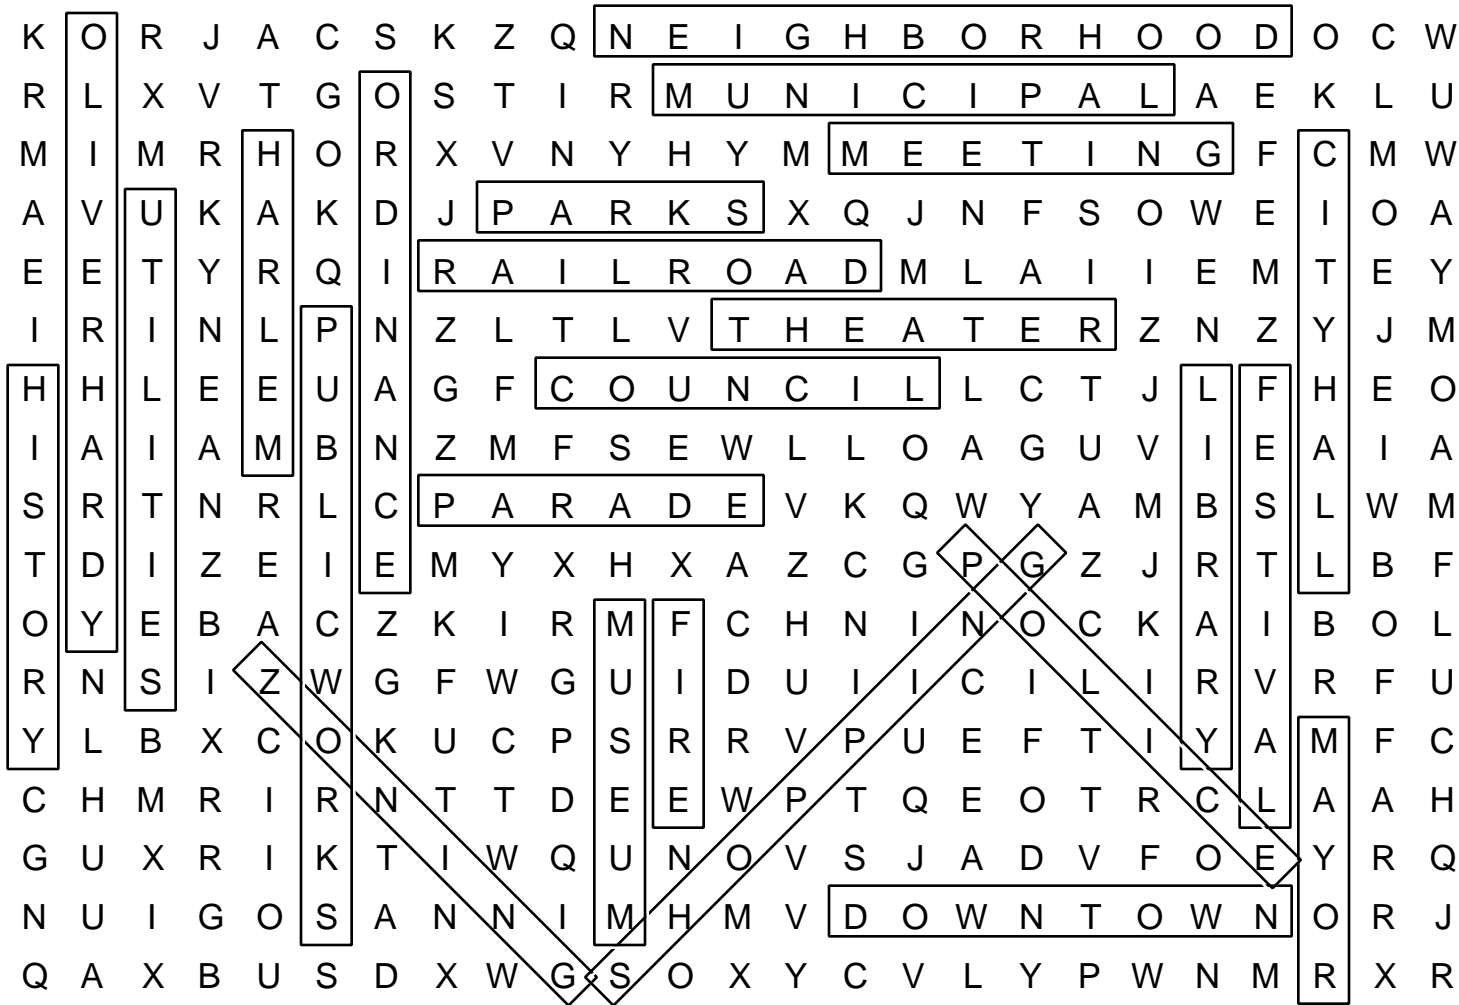 K O R J A C S K Z Q N E I G H B O R H O O D O C W
R L X V T G O S T I R M U N I C I P A L A E K L U
M I M R H O R X V N Y H Y M M E E T I N G F C M W
A V U K A K D J P A R K S X Q J N F S O W E I O A
E E T Y R Q I R A I L R O A D M L A I I E M T E Y
I R I N L P N Z L T L V T H E A T E R Z N Z Y J M
H H L E E U A G F C O U N C I L L C T J L F H E O
I A I A M B N Z M F S E W L L O A G U V I E A I A
S R T N R L C P A R A D E V K Q W Y A M B S L W M
T D I Z E I E M Y X H X A Z C G P G Z J R T L B F
O Y E B A C Z K I R M F C H N I N O C K A I B O L
R N S I Z W G F W G U I D U I I C I L I R V R F U
Y L B X C O K U C P S R R V P U E F T I Y A M F C
C H M R I R N T T D E E W P T Q E O T R C L A A H
G U X R I K T I W Q U N O V S J A D V F O E Y R Q
N U I G O S A N N I M H M V D O W N T O W N O R J
Q A X B U S D X W G S O X Y C V L Y P W N M R X R